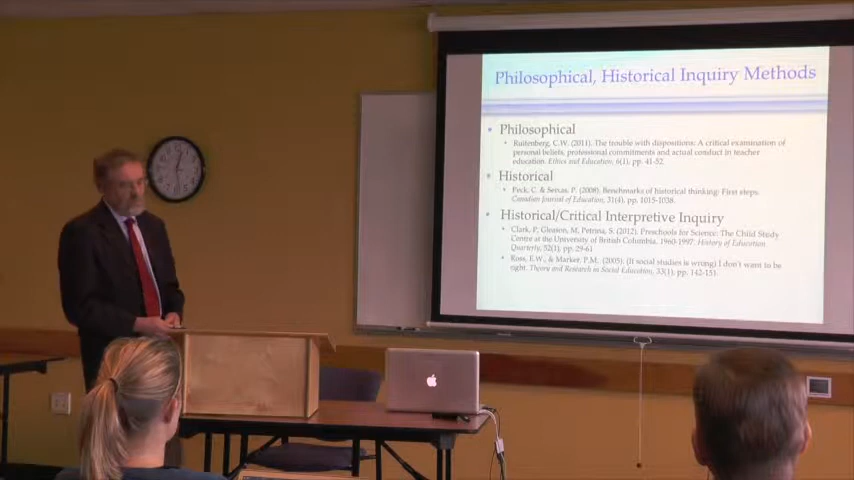 Philosophical, Historical Inquiry Methods
• Philosophical
• Ruitenberg, C.W. (2011). The trouble with dispositions: A critical examination of
personal beliefs, professional commitments and actual conduct in teacher
education. Ethics and Education, 6(1), pp. 41-52.
• Historical
• Peck, C. & Seixas, P. (2008). Benchmarks of historical thinking: First steps.
Canadian Journal of Education, 31(4), pp. 1015-1038.
• Historical/Critical Interpretive Inquiry
• Clark, P, Gleason, M, Petrina, S. (2012). Preschools for Science: The Child Study
Centre at the University of British Columbia, 1960-1997. History of Education
Quarterly, 52(1), pp. 29-61
• Ross, E.W., & Marker, P.M. (2005). (If social studies is wrong) I don't want to be
right. Theory and Research in Social Education, 33(1), pp. 142-151.